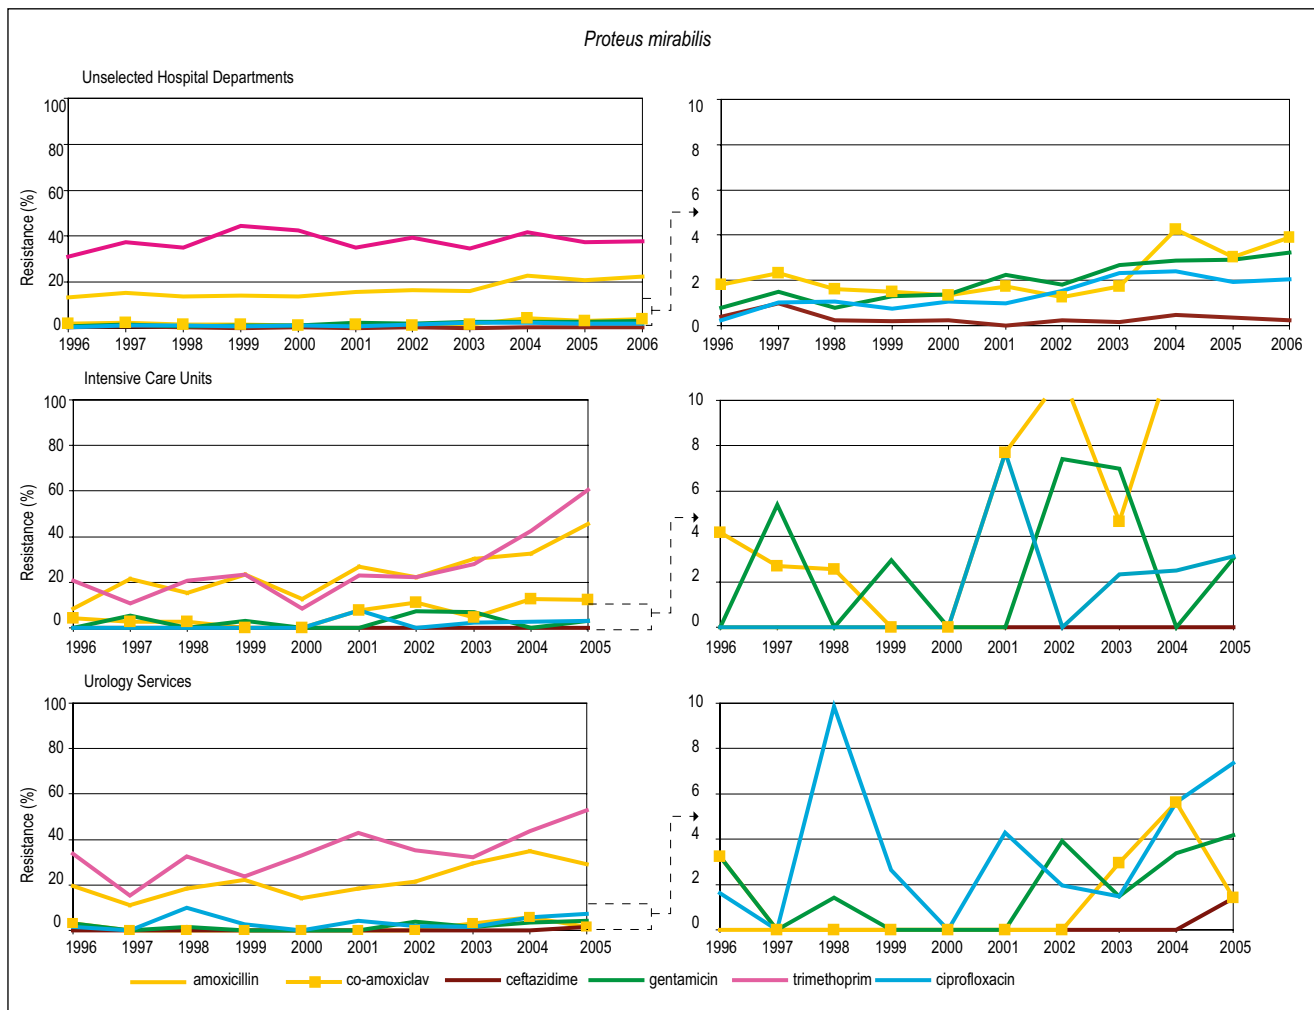 Proteus mirabilis
Unselected Hospital Departments
Resistance (%)
100
80
60
40
20
0
1996 1997 1998 1999 2000 2001 2002 2003 2004 2005 2006
10
8
6
4
2
0
1996 1997 1998 1999 2000 2001 2002 2003 2004 2005 2006
Intensive Care Units
Resistance (%)
100
80
60
40
20
0
1996 1997 1998 1999 2000 2001 2002 2003 2004 2005
10
8
6
4
2
0
1996 1997 1998 1999 2000 2001 2002 2003 2004 2005
Urology Services
Resistance (%)
100
80
60
40
20
0
1996 1997 1998 1999 2000 2001 2002 2003 2004 2005
10
8
6
4
2
0
1996 1997 1998 1999 2000 2001 2002 2003 2004 2005
amoxicillin co-amoxiclav ceftazidime gentamicin trimethoprim ciprofloxacin